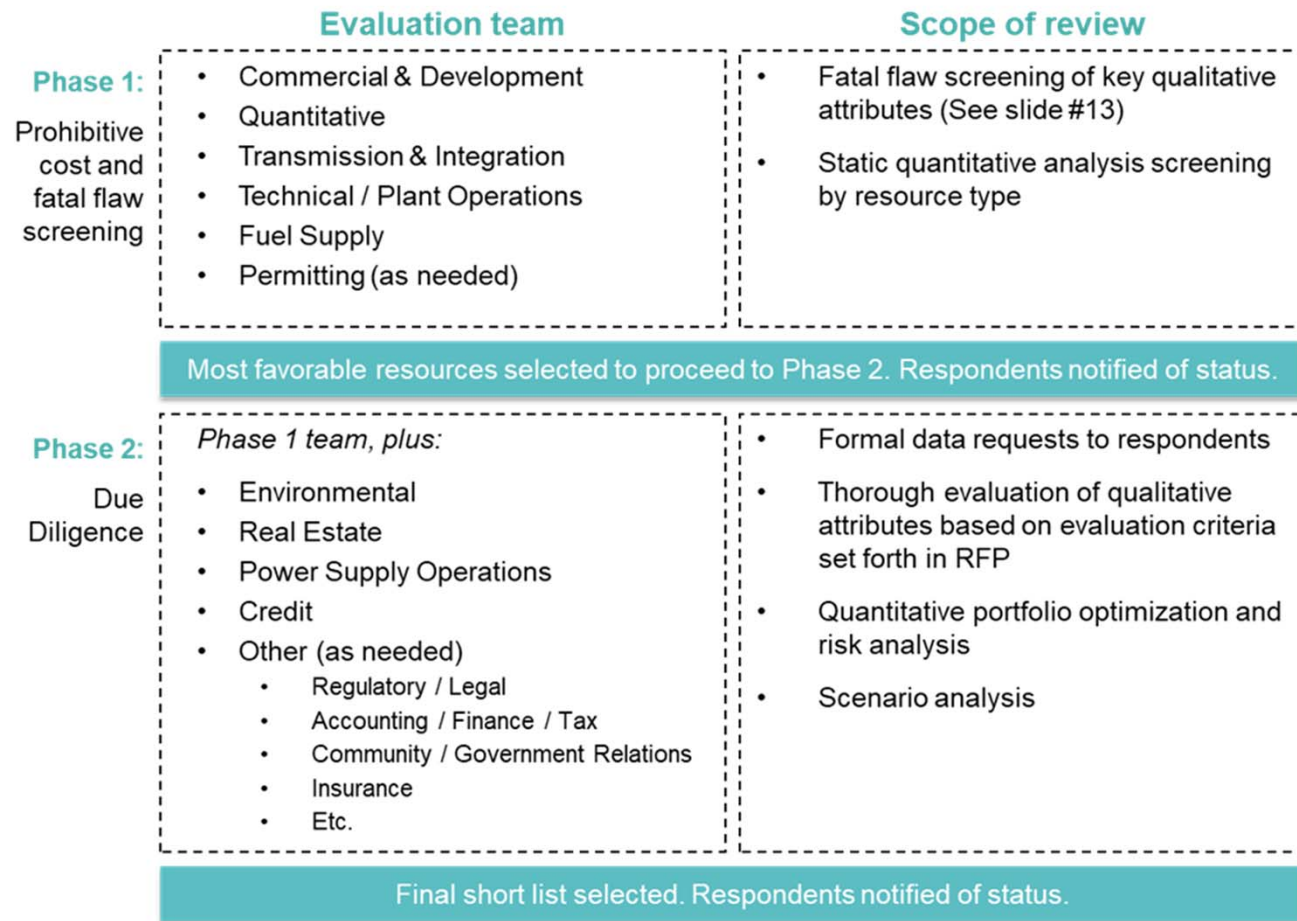 Evaluation team
Scope of review
Phase 1:
Prohibitive
cost and
fatal flaw
screening
• Commercial & Development
• Quantitative
• Transmission & Integration
• Technical / Plant Operations
• Fuel Supply
• Permitting (as needed)
• Fatal flaw screening of key qualitative
attributes (See slide #13)
• Static quantitative analysis screening
by resource type
Most favorable resources selected to proceed to Phase 2. Respondents notified of status.
Phase 2:
Due
Diligence
Phase 1 team, plus:
• Environmental
• Real Estate
• Power Supply Operations
• Credit
• Other (as needed)
• Regulatory / Legal
• Accounting / Finance / Tax
• Community / Government Relations
• Insurance
• Etc.
• Formal data requests to respondents
• Thorough evaluation of qualitative
attributes based on evaluation criteria
set forth in RFP
• Quantitative portfolio optimization and
risk analysis
• Scenario analysis
Final short list selected. Respondents notified of status.